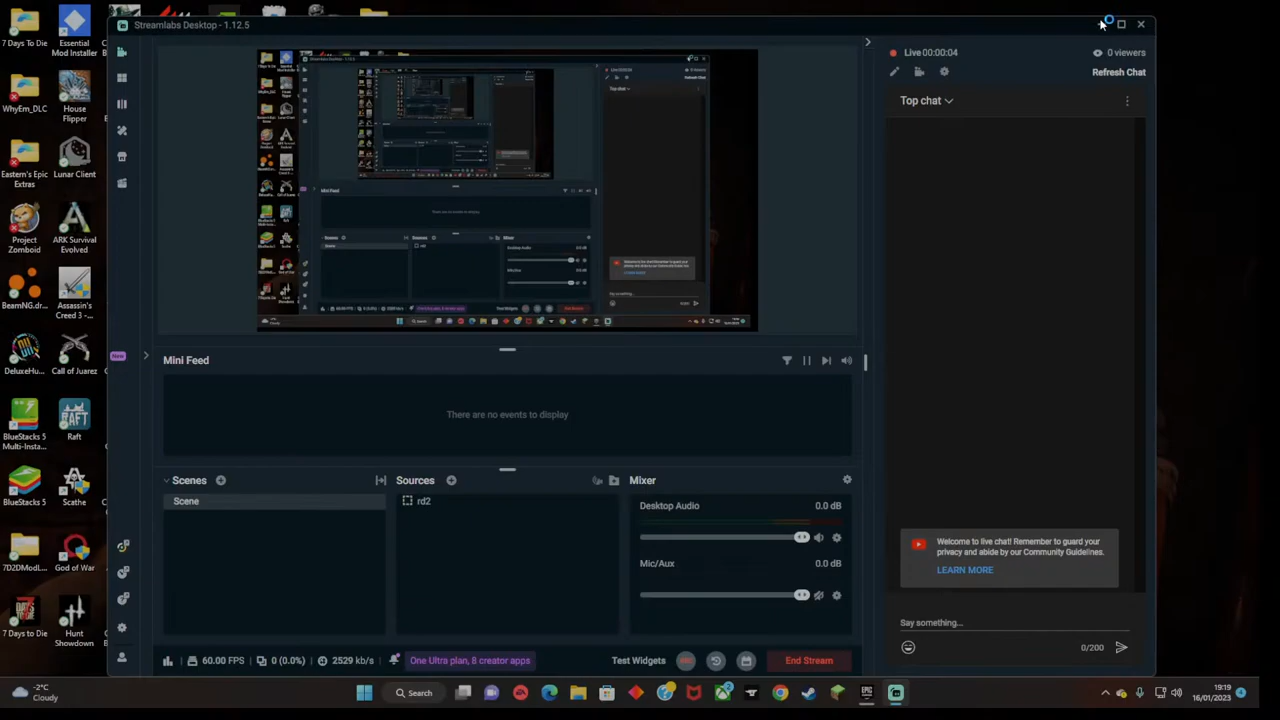 7 Days To Die
Essential
Mod Installer
WhyEm_DLC
House
Flipper
Eastern's Epic
Extras
Lunar Client
Project
Zomboid
ARK Survival
Evolved
BeamNG.dr...
Assassin's
Creed 3 -
DeluxeHu...
Call of Juarez
BlueStacks 5
Multi-Insta...
Raft
BlueStacks 5
Scathe
7D2DModL...
God of War
7 Days to Die
Hunt
Showdown
Streamlabs Desktop - 1.12.5
Live 00:00:04
0 viewers
Refresh Chat
Top chat
New
Mini Feed
There are no events to display
Scenes
Scene
Sources
rd2
Mixer
Desktop Audio
0.0 dB
Mic/Aux
0.0 dB
Welcome to live chat! Remember to guard your
privacy and abide by our Community Guidelines.
LEARN MORE
Say something...
0/200
60.00 FPS
0 (0.0%)
2529 kb/s
One Ultra plan, 8 creator apps
Test Widgets
REC
End Stream
-2°C
Cloudy
Search
19:19
16/01/2023